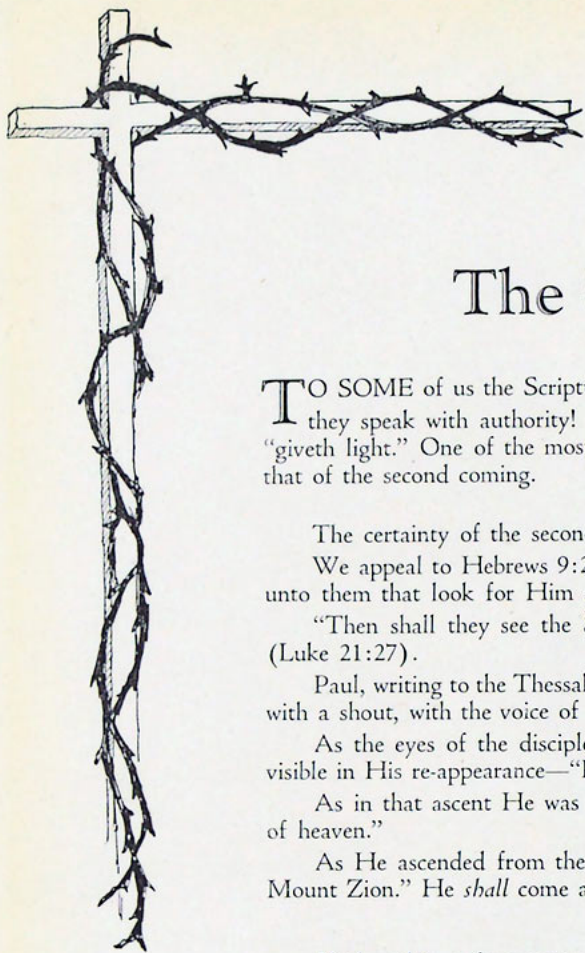 The
TO SOME of us the Script
they speak with authority!
“giveth light.” One of the mos
that of the second coming.
The certainty of the secon
We appeal to Hebrews 9:2
unto them that look for Him
“Then shall they see the
(Luke 21:27).
Paul, writing to the Thessal
with a shout, with the voice of
As the eyes of the disciple
visible in His re-appearance—“
As in that ascent He was
of heaven.”
As He ascended from the
Mount Zion.” He shall come a